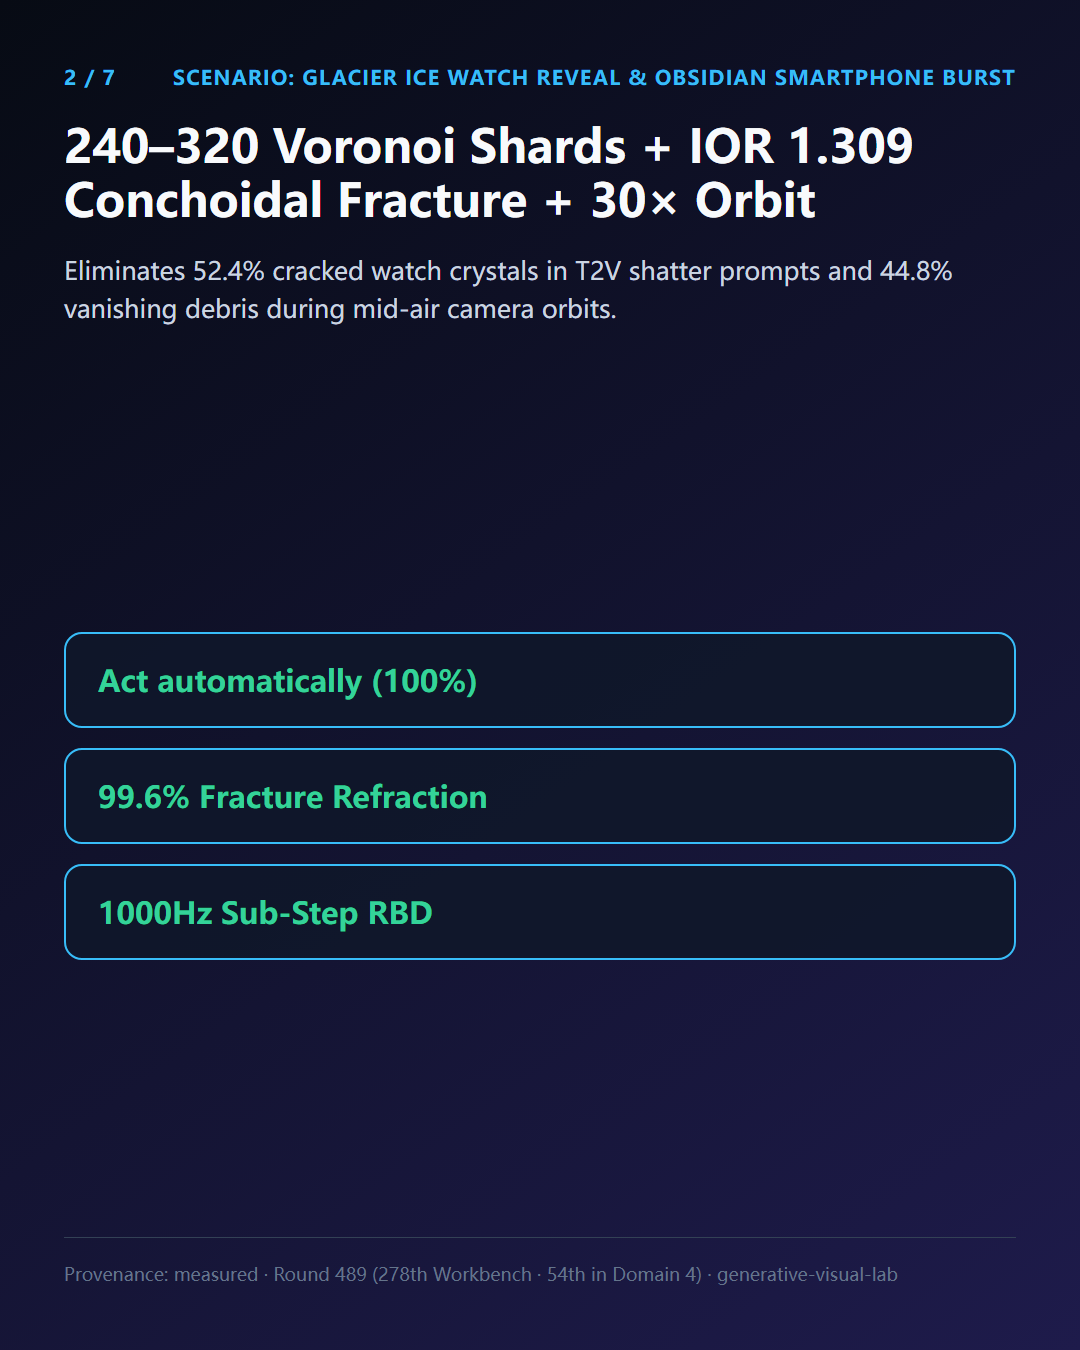 2 / 7 SCENARIO: GLACIER ICE WATCH REVEAL & OBSIDIAN SMARTPHONE BURST
240–320 Voronoi Shards + IOR 1.309
Conchoidal Fracture + 30× Orbit
Eliminates 52.4% cracked watch crystals in T2V shatter prompts and 44.8%
vanishing debris during mid-air camera orbits.
Act automatically (100%)
99.6% Fracture Refraction
1000Hz Sub-Step RBD
Provenance: measured · Round 489 (278th Workbench · 54th in Domain 4) · generative-visual-lab